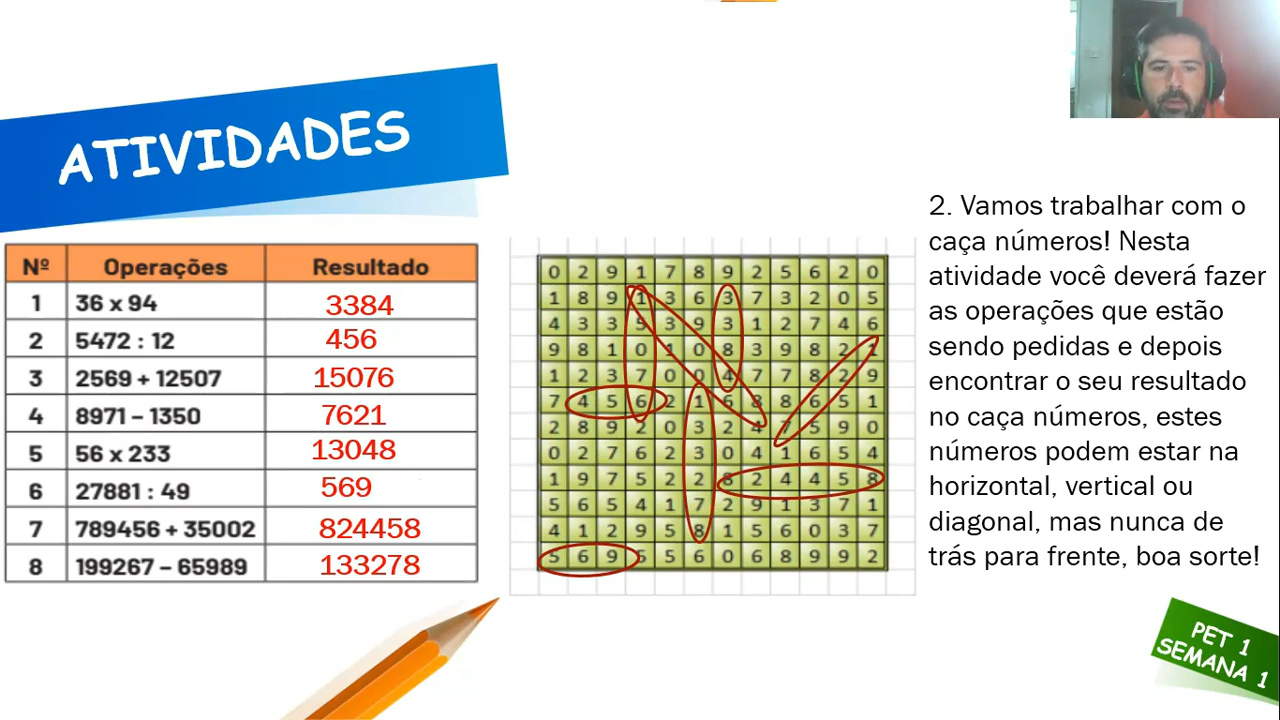 ATIVIDADES
Nº Operações Resultado
1 36 x 94 3384
2 5472 : 12 456
3 2569 + 12507 15076
4 8971 – 1350 7621
5 56 x 233 13048
6 27881 : 49 569
7 789456 + 35002 824458
8 199267 – 65989 133278
0 2 9 1 7 8 9 2 5 6 2 0
1 8 9 1 3 6 3 7 3 2 0 5
4 3 3 5 3 9 3 1 2 7 4 6
9 8 1 0 1 0 8 3 9 8 2 1
1 2 3 7 0 0 4 7 7 8 2 9
7 4 5 6 2 1 6 8 8 6 5 1
2 8 9 2 0 3 2 4 7 5 9 0
0 2 7 6 2 3 0 4 1 6 5 4
1 9 7 5 2 2 8 2 4 4 5 8
5 6 5 4 1 7 2 9 1 3 7 1
4 1 2 9 5 8 1 5 6 0 3 7
5 6 9 5 5 6 0 6 8 9 9 2
2. Vamos trabalhar com o
caça números! Nesta
atividade você deverá fazer
as operações que estão
sendo pedidas e depois
encontrar o seu resultado
no caça números, estes
números podem estar na
horizontal, vertical ou
diagonal, mas nunca de
trás para frente, boa sorte!
PET 1
SEMANA 1